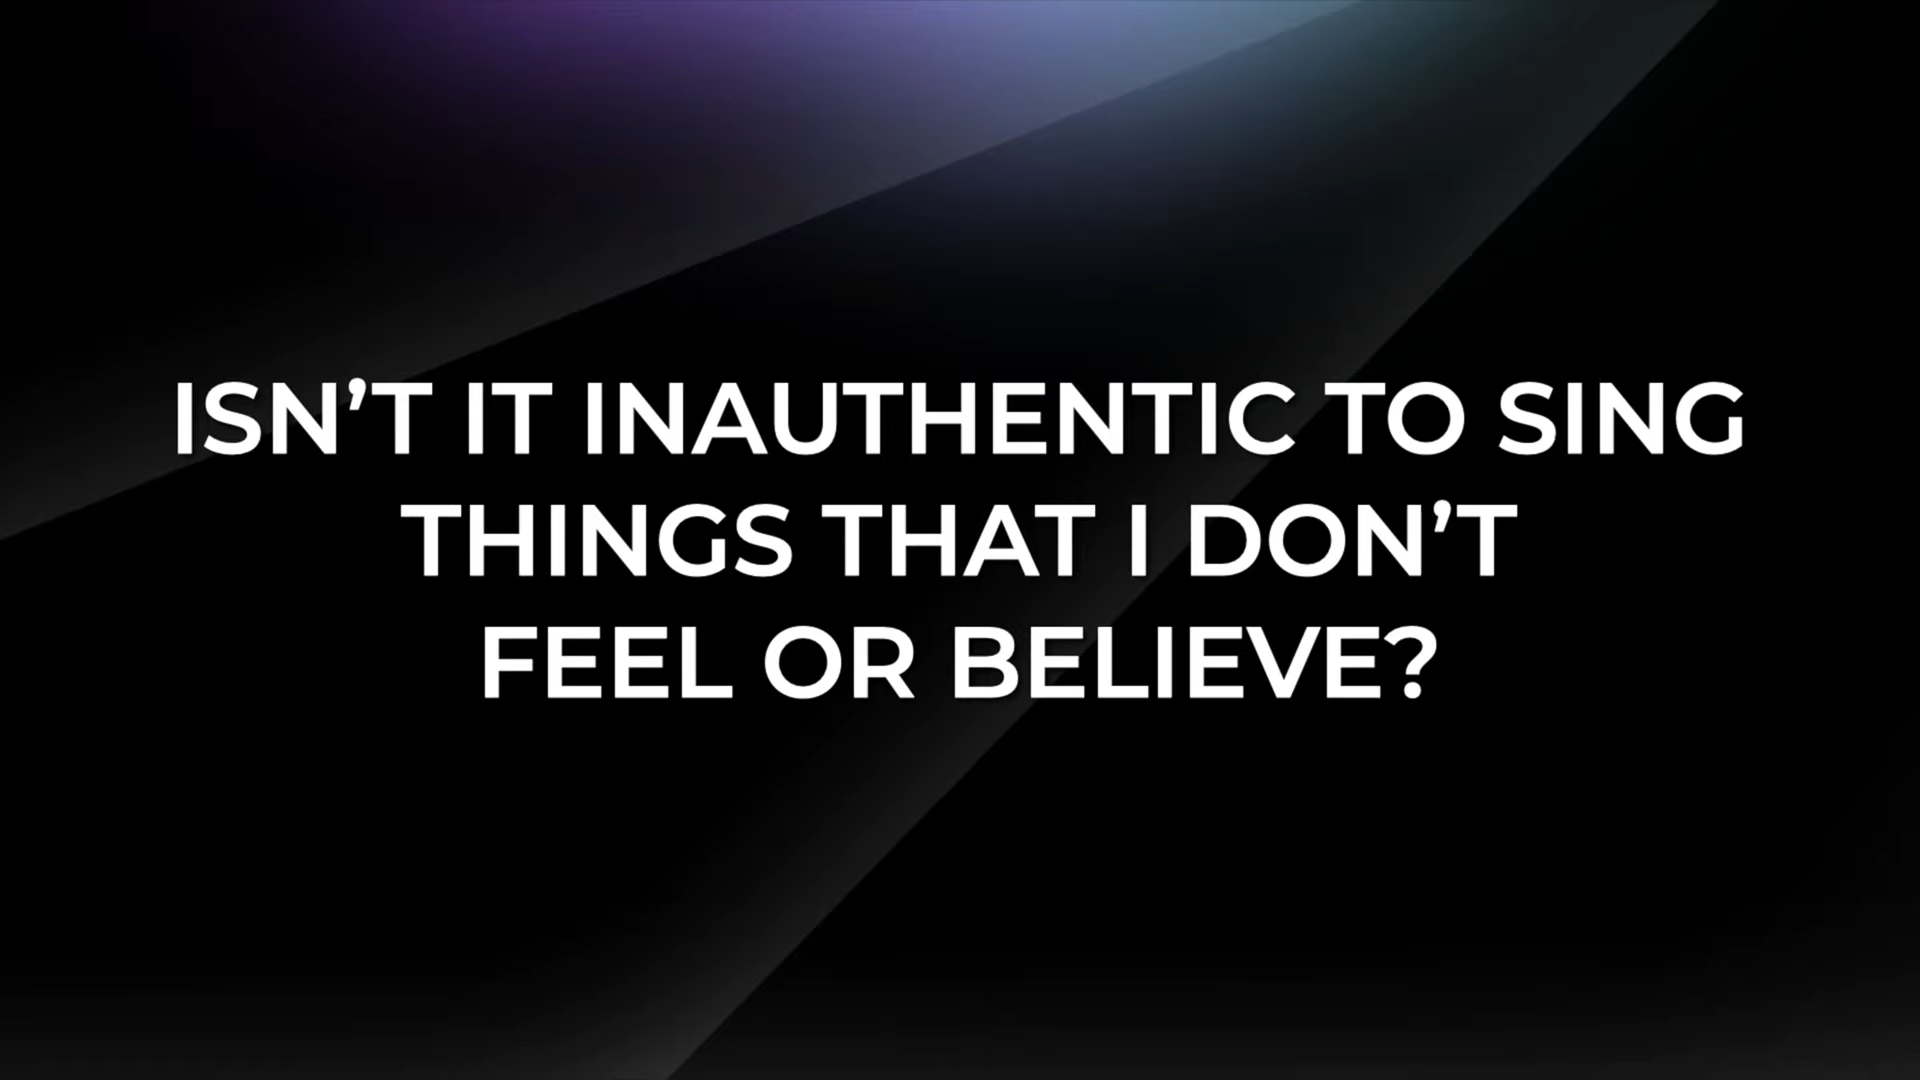 ISN’T IT INAUTHENTIC TO SING
THINGS THAT I DON’T
FEEL OR BELIEVE?